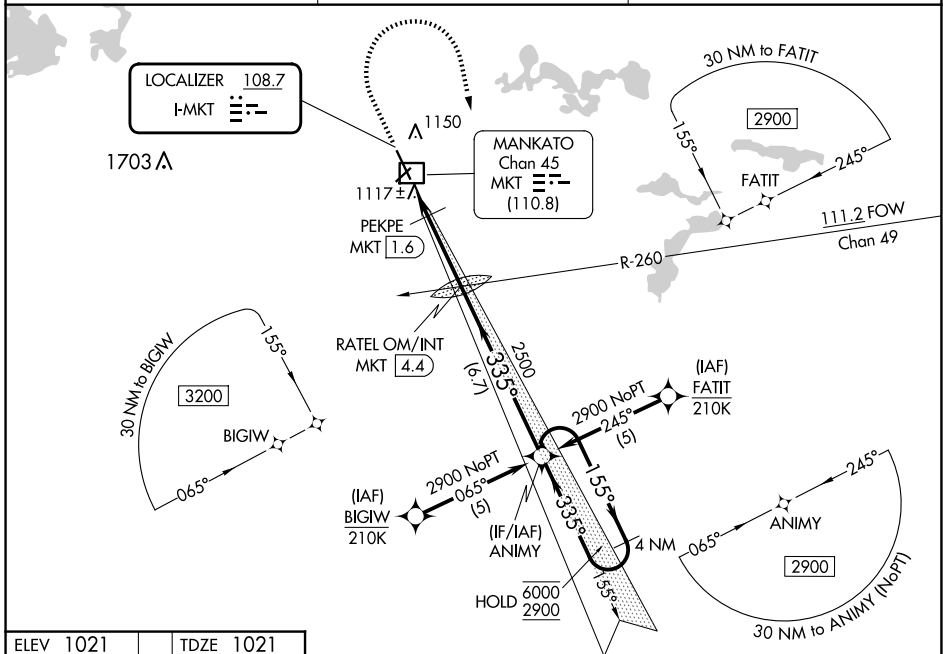 LOCALIZER 108.7
I-MKT
1703
1150
MANKATO
Chan 45
MKT
(110.8)
1117 ±
PEKPE
MKT 1.6
30 NM to FATIT
2900
155°
245°
FATIT
111.2 FOW
Chan 49
R-260
RATEL OM/INT
MKT 4.4
335°
2500
(6.7)
30 NM to BIGIW
155°
3200
BIGIW
065°
(IAF)
FATIT
210K
2900 NoPT
245°
(5)
2900 NoPT
065°
(5)
(IAF)
BIGIW
210K
(IF/IAF)
ANIMY
155°
335°
4 NM
HOLD 6000
2900
155°
245°
ANIMY
065°
2900
30 NM to ANIMY (NoPT)
ELEV 1021
TDZE 1021